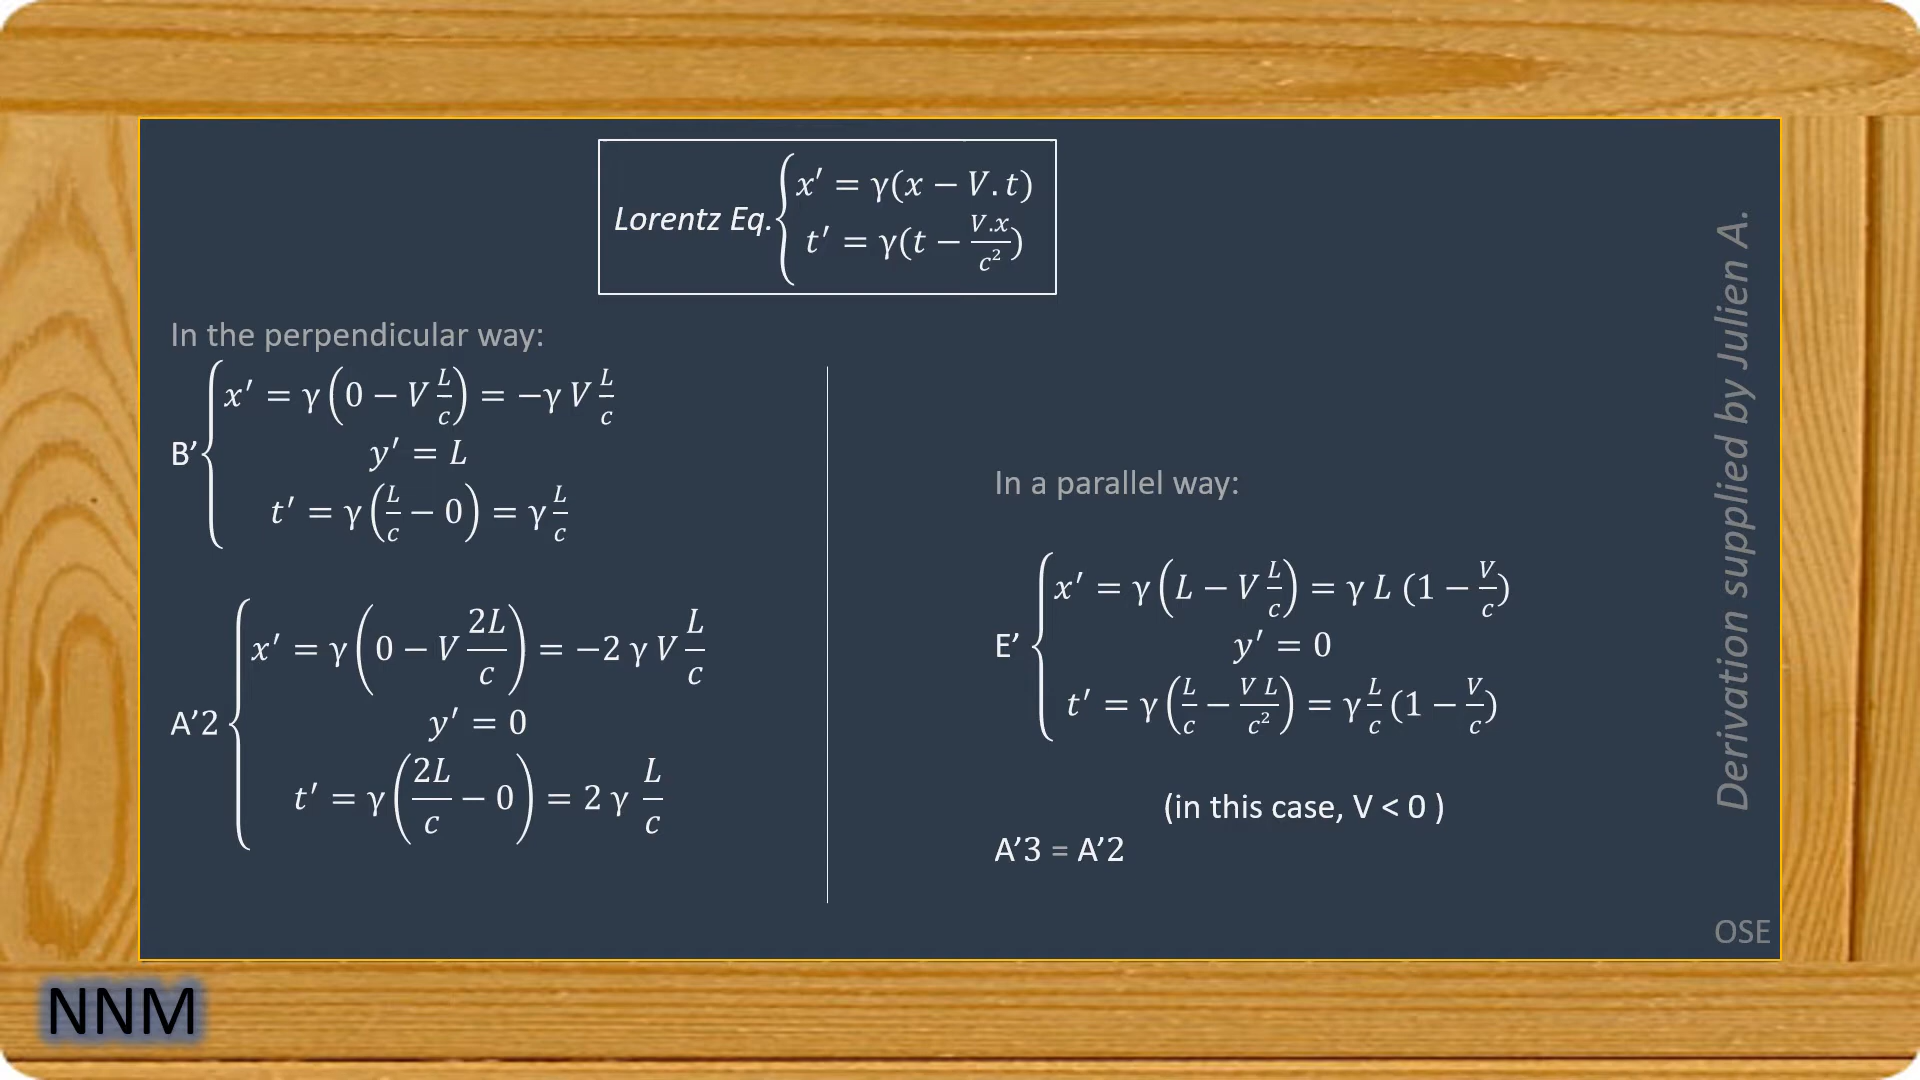 Lorentz Eq. { x′ = γ(x − V.t)
t′ = γ(t − V.x/c²)
In the perpendicular way:
B’ { x′ = γ(0 − V L/c) = −γ V L/c
y′ = L
t′ = γ(L/c − 0) = γ L/c
A’2 { x′ = γ(0 − V 2L/c) = −2 γ V L/c
y′ = 0
t′ = γ(2L/c − 0) = 2 γ L/c
In a parallel way:
E’ { x′ = γ(L − V L/c) = γ L (1 − V/c)
y′ = 0
t′ = γ(L/c − V L/c²) = γ L/c (1 − V/c)
(in this case, V < 0 )
A’3 = A’2
Derivation supplied by Julien A.
OSE
NNM